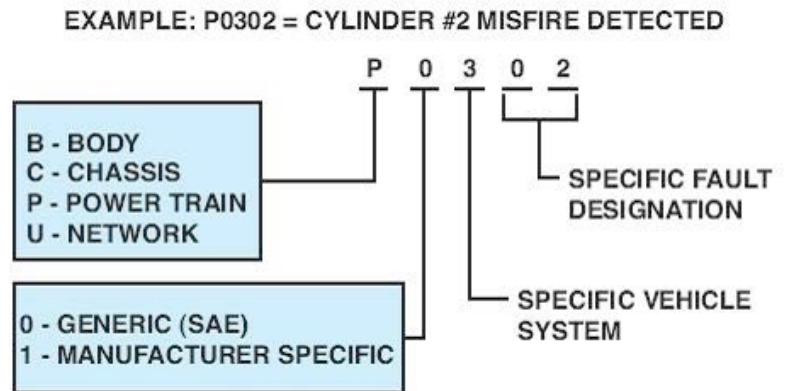 EXAMPLE: P0302 = CYLINDER #2 MISFIRE DETECTED
P 0 3 0 2
B - BODY
C - CHASSIS
P - POWER TRAIN
U - NETWORK
SPECIFIC FAULT
DESIGNATION
0 - GENERIC (SAE)
1 - MANUFACTURER SPECIFIC
SPECIFIC VEHICLE
SYSTEM